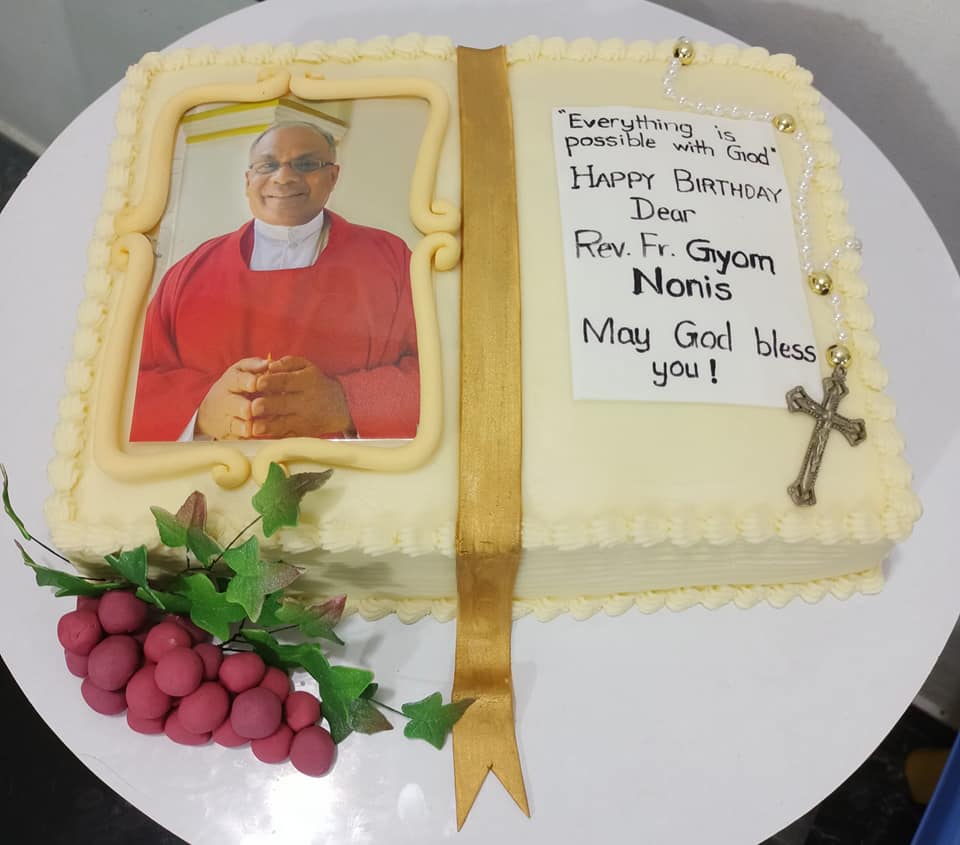 "Everything is
possible with God"
HAPPY BIRTHDAY
Dear
Rev. Fr. Gyom
Nonis
May God bless
you!